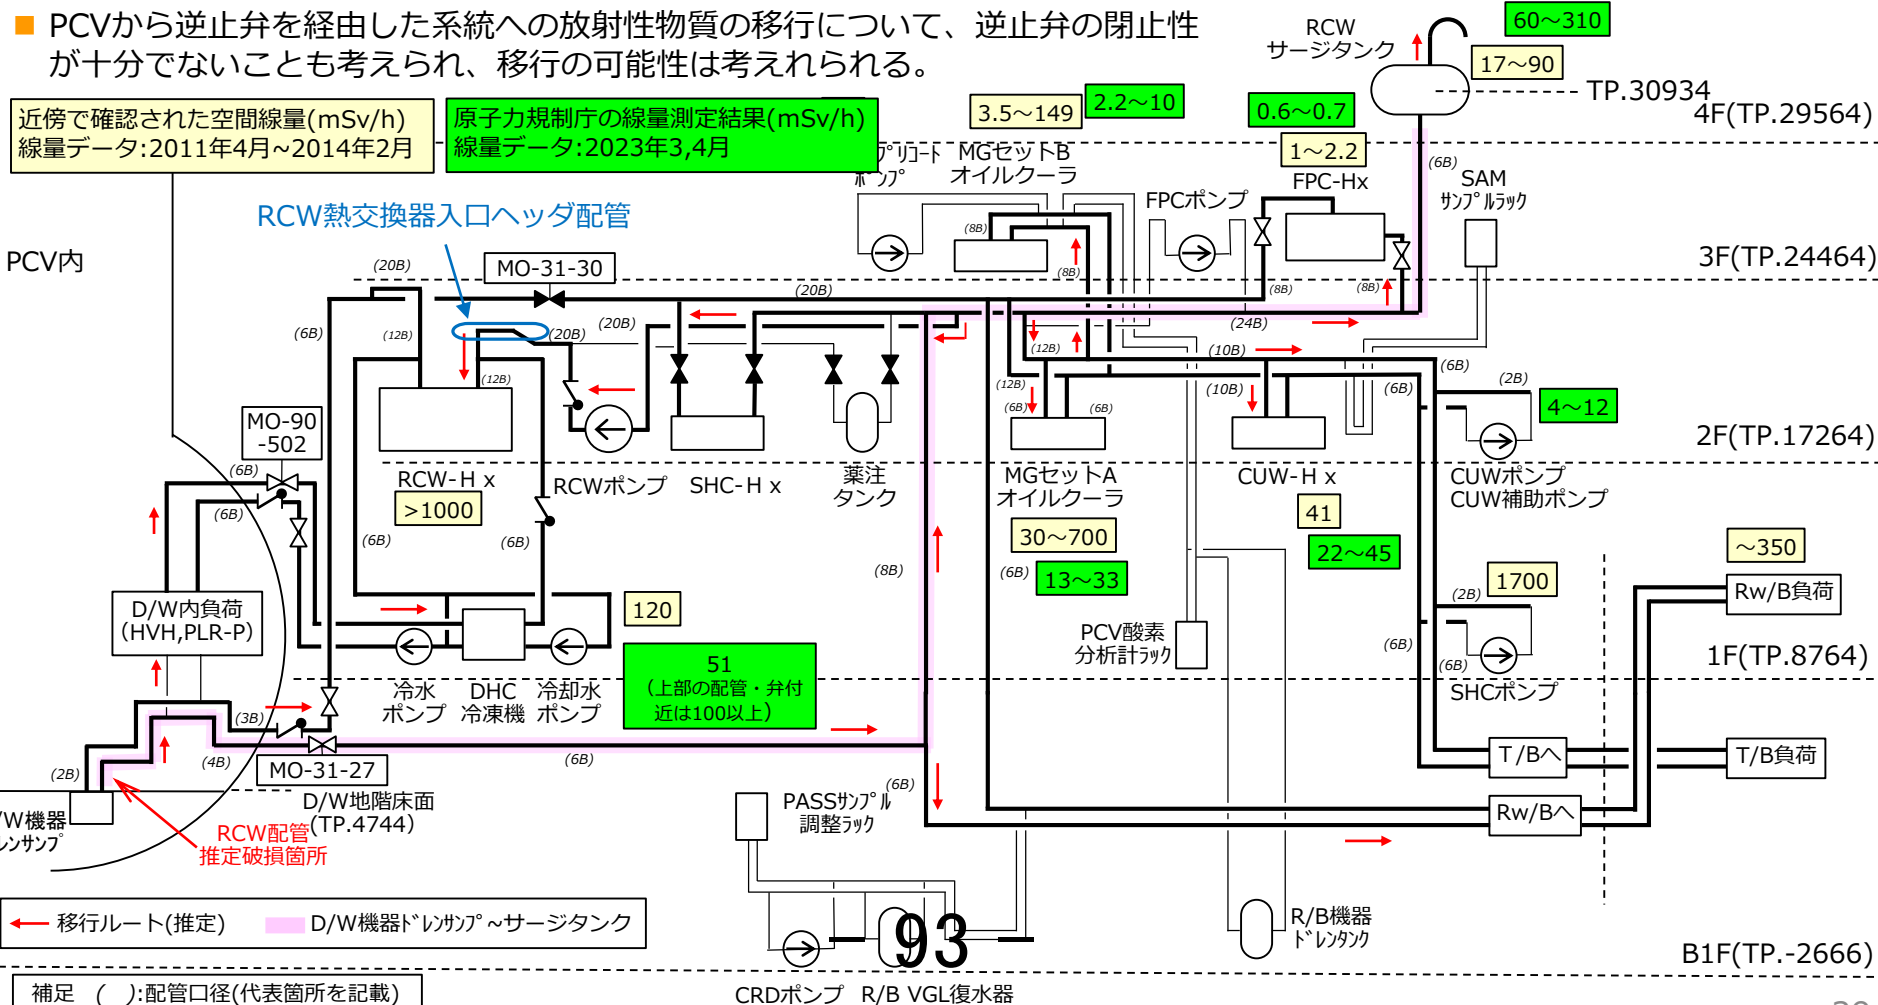 ■ PCVから逆止弁を経由した系統への放射性物質の移行について、逆止弁の閉止性
が十分でないことも考えられ、移行の可能性は考えれられる。
近傍で確認された空間線量(mSv/h)
線量データ:2011年4月~2014年2月
原子力規制庁の線量測定結果(mSv/h)
線量データ:2023年3,4月
RCW
サージタンク
60～310
17～90
TP.30934
4F(TP.29564)
3.5～149
2.2～10
0.6～0.7
1～2.2
FPC-Hx
プリコート
ポンプ
MGセットB
オイルクーラ
FPCポンプ
(6B)
SAM
サンプルラック
RCW熱交換器入口ヘッダ配管
PCV内
(20B)
MO-31-30
(8B)
(8B)
(20B)
(8B)
(8B)
3F(TP.24464)
(6B)
(12B)
(20B)
(20B)
(24B)
(12B)
(12B)
(10B)
(6B)
(12B)
(6B)
(6B)
(10B)
(6B)
(2B)
4～12
MO-90
-502
(6B)
(6B)
2F(TP.17264)
RCW-H x
>1000
RCWポンプ
SHC-H x
薬注
タンク
MGセットA
オイルクーラ
30～700
13～33
CUW-H x
41
22～45
CUWポンプ
CUW補助ポンプ
(6B)
(6B)
(8B)
(6B)
～350
Rw/B負荷
D/W内負荷
(HVH,PLR-P)
120
51
(上部の配管・弁付
近は100以上)
PCV酸素
分析計ラック
1700
(2B)
(6B)
(6B)
SHCポンプ
1F(TP.8764)
冷水
ポンプ
DHC
冷凍機
冷却水
ポンプ
(3B)
(4B)
(2B)
MO-31-27
(6B)
(6B)
D/W地階床面
(TP.4744)
/W機器
レンサンプ
RCW配管
推定破損箇所
PASSサンプル
調整ラック
T/Bへ
T/B負荷
Rw/Bへ
移行ルート(推定)
D/W機器ドレンサンプ~サージタンク
93
R/B機器
ドレンタンク
B1F(TP.-2666)
補足 ( ):配管口径(代表箇所を記載)
CRDポンプ
R/B VGL復水器